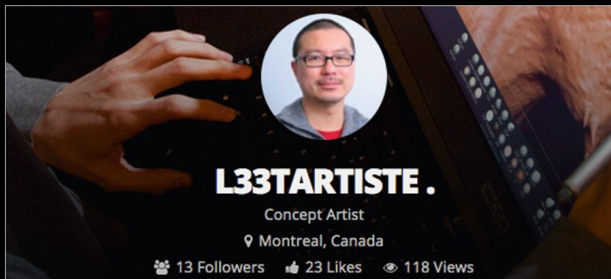 L33TARTISTE .
Concept Artist
Montreal, Canada
13 Followers 23 Likes 118 Views